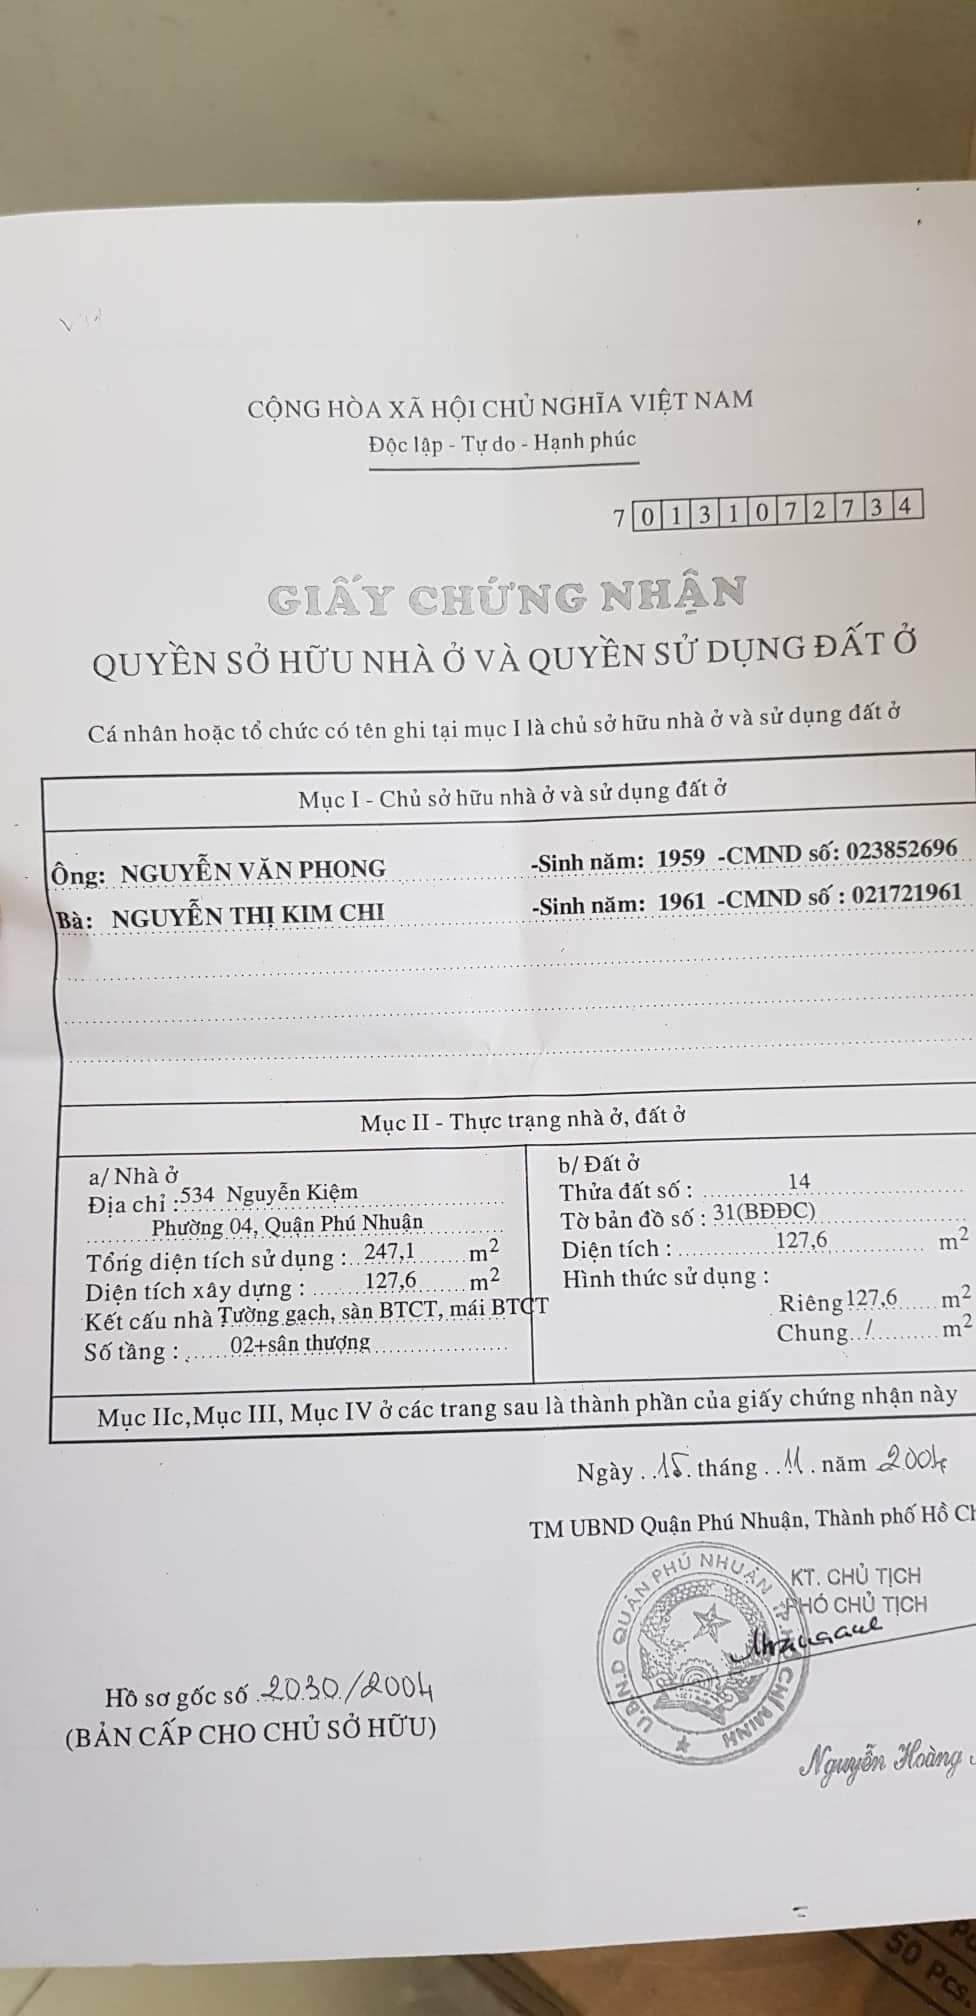 CỘNG HÒA XÃ HỘI CHỦ NGHĨA VIỆT NAM
Độc lập - Tự do - Hạnh phúc
7 0 1 3 1 0 7 2 7 3 4
GIẤY CHỨNG NHẬN
QUYỀN SỞ HỮU NHÀ Ở VÀ QUYỀN SỬ DỤNG ĐẤT Ở
Cá nhân hoặc tổ chức có tên ghi tại mục I là chủ sở hữu nhà ở và sử dụng đất ở
Mục I - Chủ sở hữu nhà ở và sử dụng đất ở
Ông: NGUYỄN VĂN PHONG -Sinh năm: 1959 -CMND số: 023852696
Bà: NGUYỄN THỊ KIM CHI -Sinh năm: 1961 -CMND số : 021721961
Mục II - Thực trạng nhà ở, đất ở
a/ Nhà ở
Địa chỉ :534 Nguyễn Kiệm
Phường 04, Quận Phú Nhuận
Tổng diện tích sử dụng : 247,1 m2
Diện tích xây dựng : 127,6 m2
Kết cấu nhà Tường gạch, sàn BTCT, mái BTCT
Số tầng : 02+sân thượng
b/ Đất ở
Thửa đất số : 14
Tờ bản đồ số : 31(BĐĐC)
Diện tích : 127,6 m2
Hình thức sử dụng :
Riêng 127,6 m2
Chung / m2
Mục IIc,Mục III, Mục IV ở các trang sau là thành phần của giấy chứng nhận này
Ngày 15 tháng 11 năm 2004
TM UBND Quận Phú Nhuận, Thành phố Hồ Ch
KT. CHỦ TỊCH
PHÓ CHỦ TỊCH
U.B.N.D QUẬN PHÚ NHUẬN T.P HỒ CHÍ MINH
Nguyễn Hoàng
Hồ sơ gốc số 2030/2004
(BẢN CẤP CHO CHỦ SỞ HỮU)
50 Pcs.